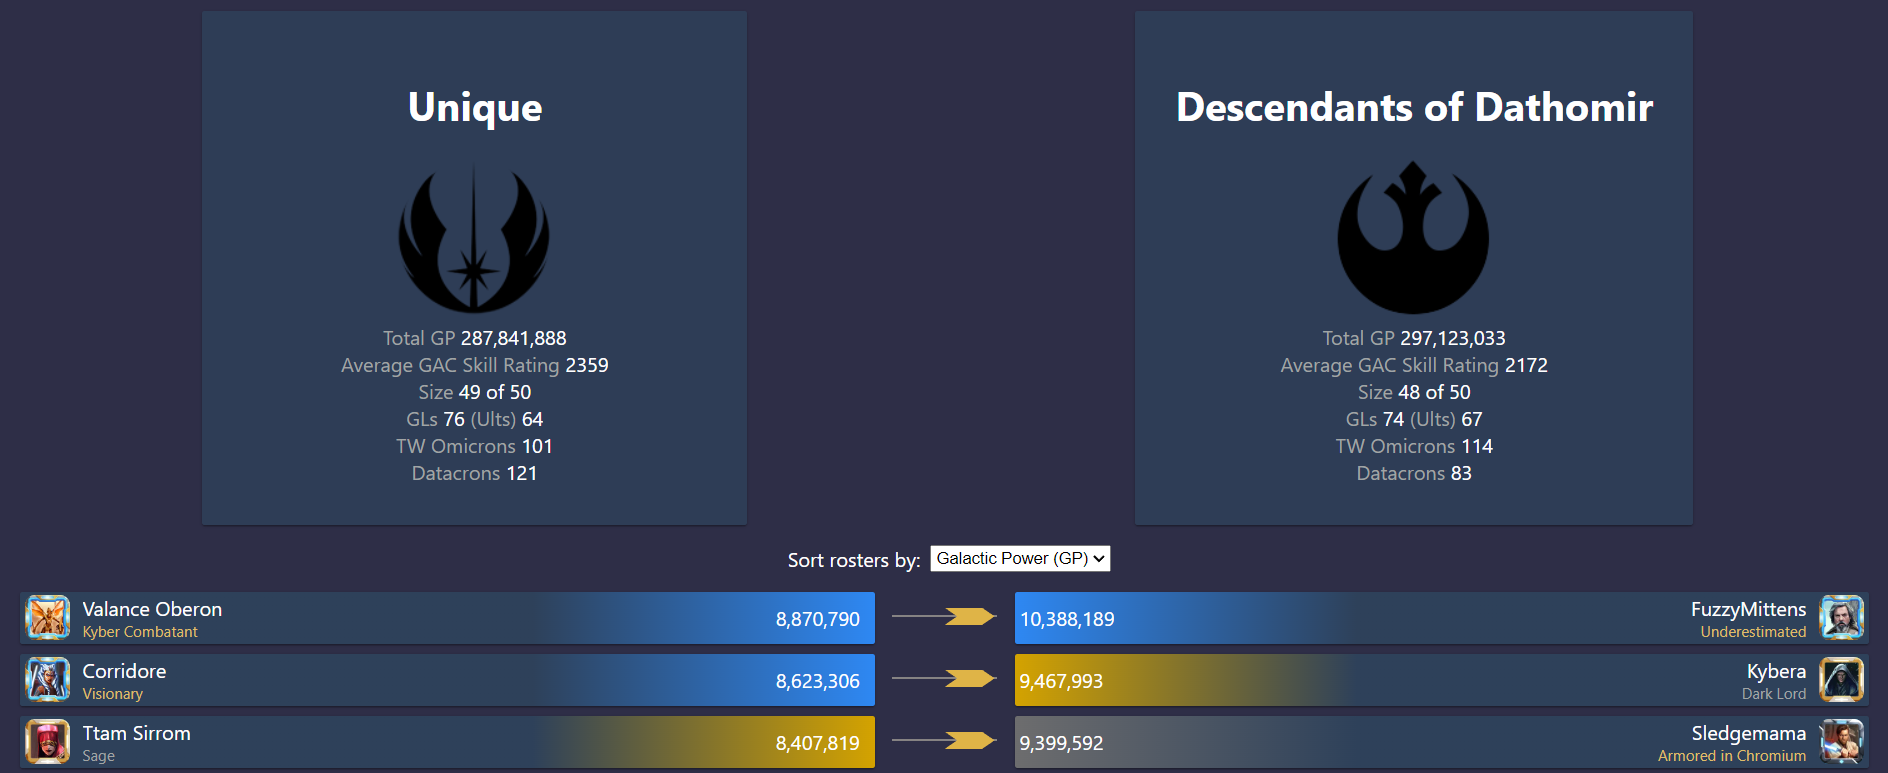 Unique
Total GP 287,841,888
Average GAC Skill Rating 2359
Size 49 of 50
GLs 76 (Ults) 64
TW Omicrons 101
Datacrons 121
Descendants of Dathomir
Total GP 297,123,033
Average GAC Skill Rating 2172
Size 48 of 50
GLs 74 (Ults) 67
TW Omicrons 114
Datacrons 83
Sort rosters by: Galactic Power (GP)
Valance Oberon
Kyber Combatant
8,870,790
10,388,189
FuzzyMittens
Underestimated
Corridore
Visionary
8,623,306
9,467,993
Kybera
Dark Lord
Ttam Sirrom
Sage
8,407,819
9,399,592
Sledgemama
Armored in Chromium